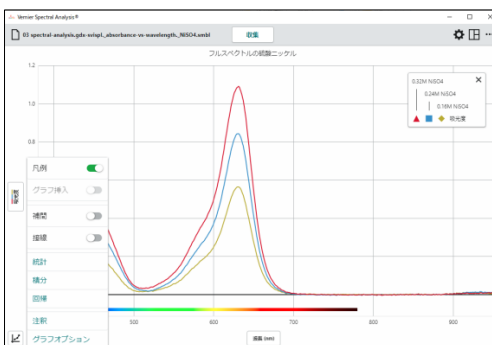 Vernier Spectral Analysis®
03 spectral-analysis.gdx-svispl_absorbance-vs-wavelength._NiSO4.smbl
収集
フルスペクトルの硫酸ニッケル
1.2
1.0
0.8
0.32M NiSO4
0.24M NiSO4
0.16M NiSO4
吸光度
凡例
グラフ挿入
補間
接線
統計
積分
回帰
注釈
グラフオプション
500
600
700
800
波長 (nm)